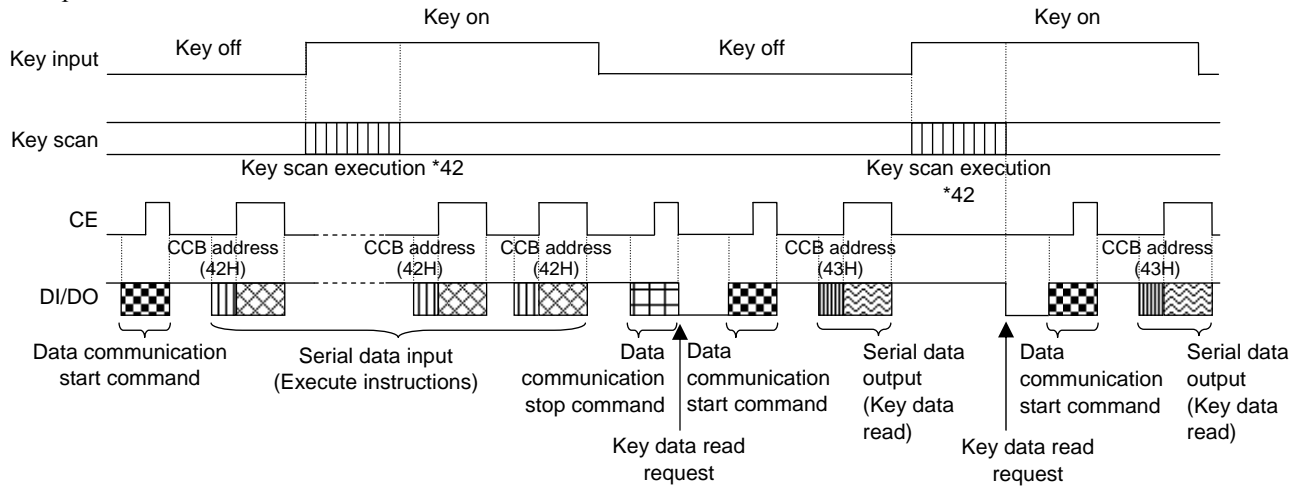 Key on
Key on
Key off
Key off
Key input
Key scan
Key scan execution *42
Key scan execution
*42
CE
CCB address
(42H)
CCB address
(42H)
CCB address
(42H)
CCB address
(43H)
CCB address
(43H)
DI/DO
Data communication
start command
Serial data input
(Execute instructions)
Data
communication
stop command
Data
communication
start command
Serial data
output
(Key data
read)
Data
communication
start command
Serial data
output
(Key data
read)
Key data read
request
Key data read
request